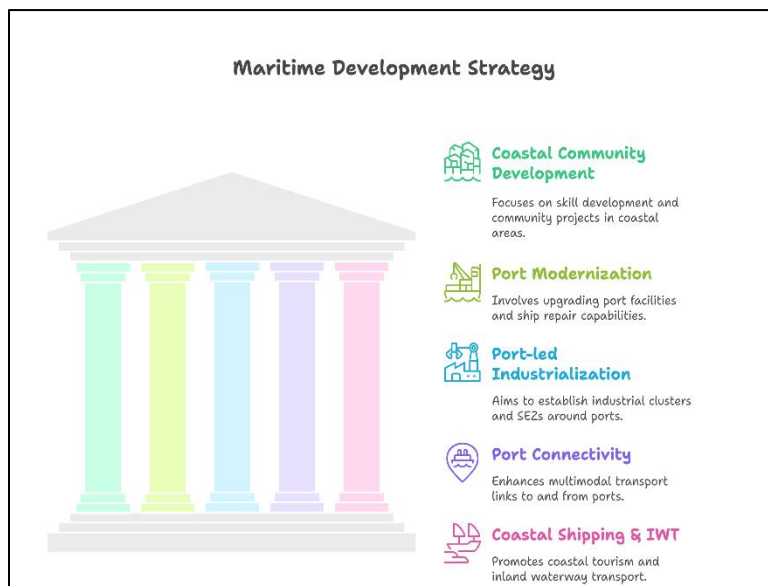 Maritime Development Strategy
Coastal Community
Development
Focuses on skill development and
community projects in coastal
areas.
Port Modernization
Involves upgrading port facilities
and ship repair capabilities.
Port-led
Industrialization
Aims to establish industrial clusters
and SEZs around ports.
Port Connectivity
Enhances multimodal transport
links to and from ports.
Coastal Shipping & IWT
Promotes coastal tourism and
inland waterway transport.